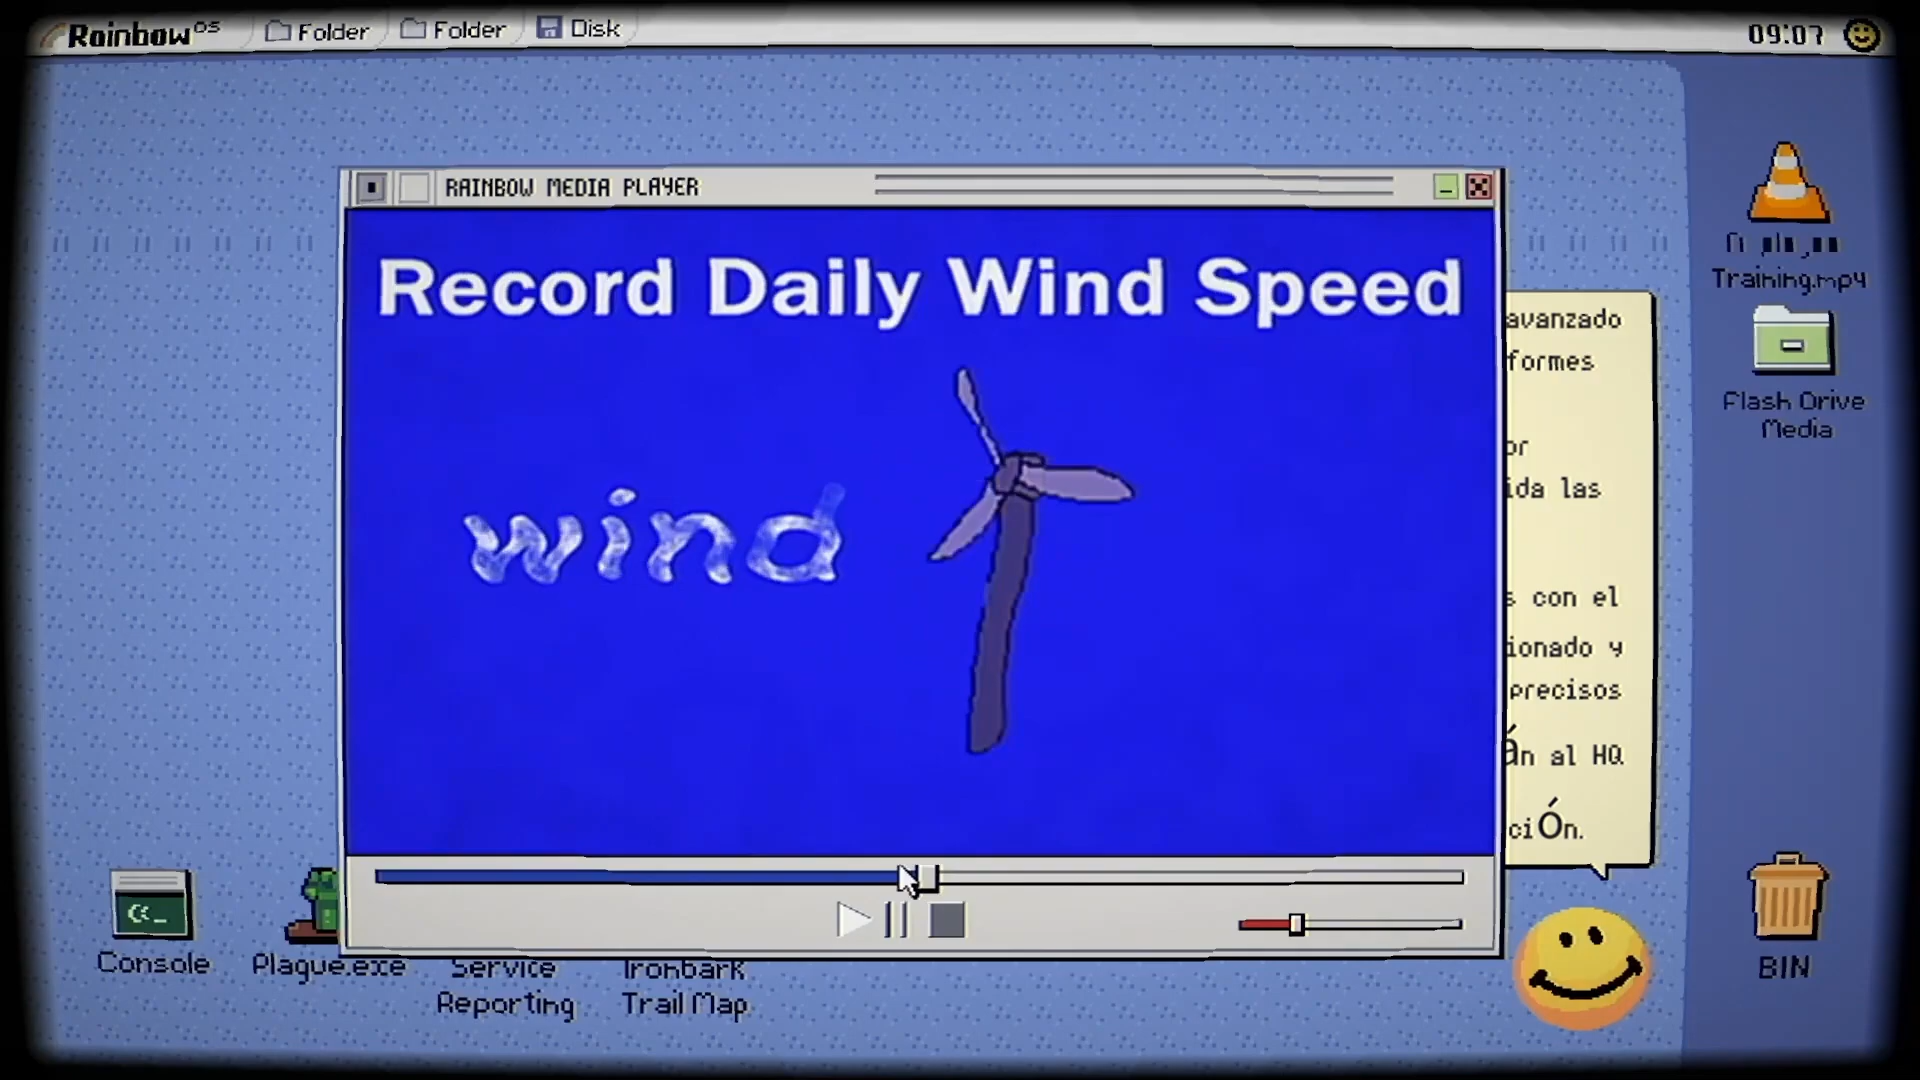 Rainbow OS
Folder
Folder
Disk
09:07
RAINBOW MEDIA PLAYER
Record Daily Wind Speed
wind
avanzado
formes
or
ida las
s con el
ionado y
precisos
án al HQ
ciÓn.
Training.mp4
Flash Drive
Media
Console
Plague.exe
Service
Reporting
Ironbark
Trail Map
BIN